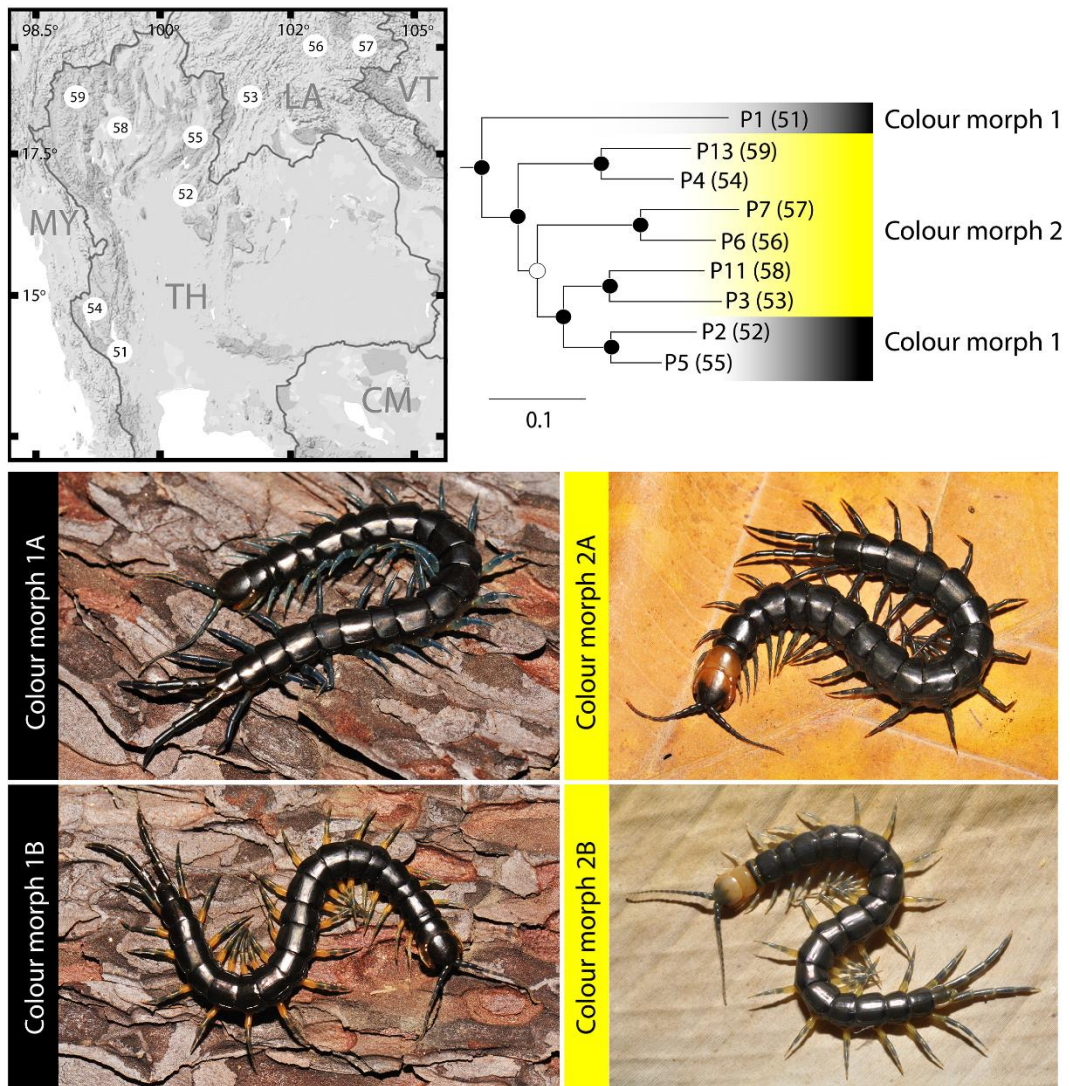 98.5°
100°
102°
105°
56
57
59
53
LA
VT
58
55
17.5°
52
MY
TH
15°
54
51
CM
P1 (51)
Colour morph 1
P13 (59)
P4 (54)
P7 (57)
Colour morph 2
P6 (56)
P11 (58)
P3 (53)
P2 (52)
Colour morph 1
P5 (55)
0.1
Colour morph 1A
Colour morph 2A
Colour morph 1B
Colour morph 2B